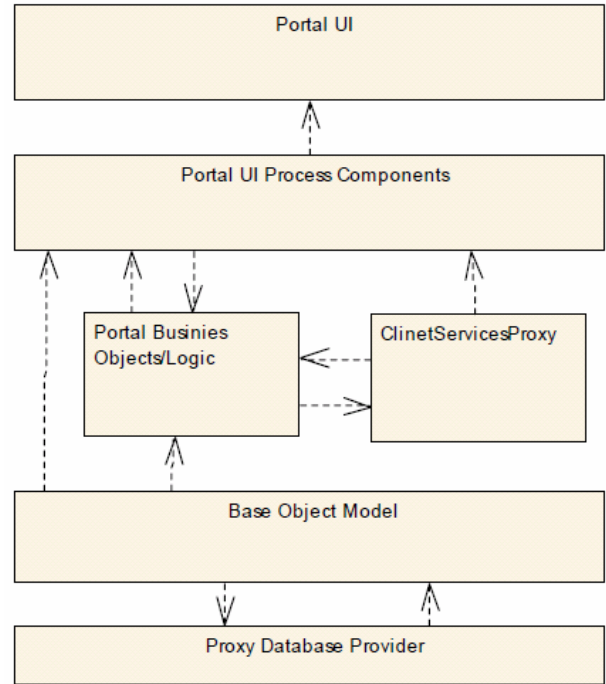 Portal UI
Portal UI Process Components
Portal Businies
Objects/Logic
ClinetServicesProxy
Base Object Model
Proxy Database Provider